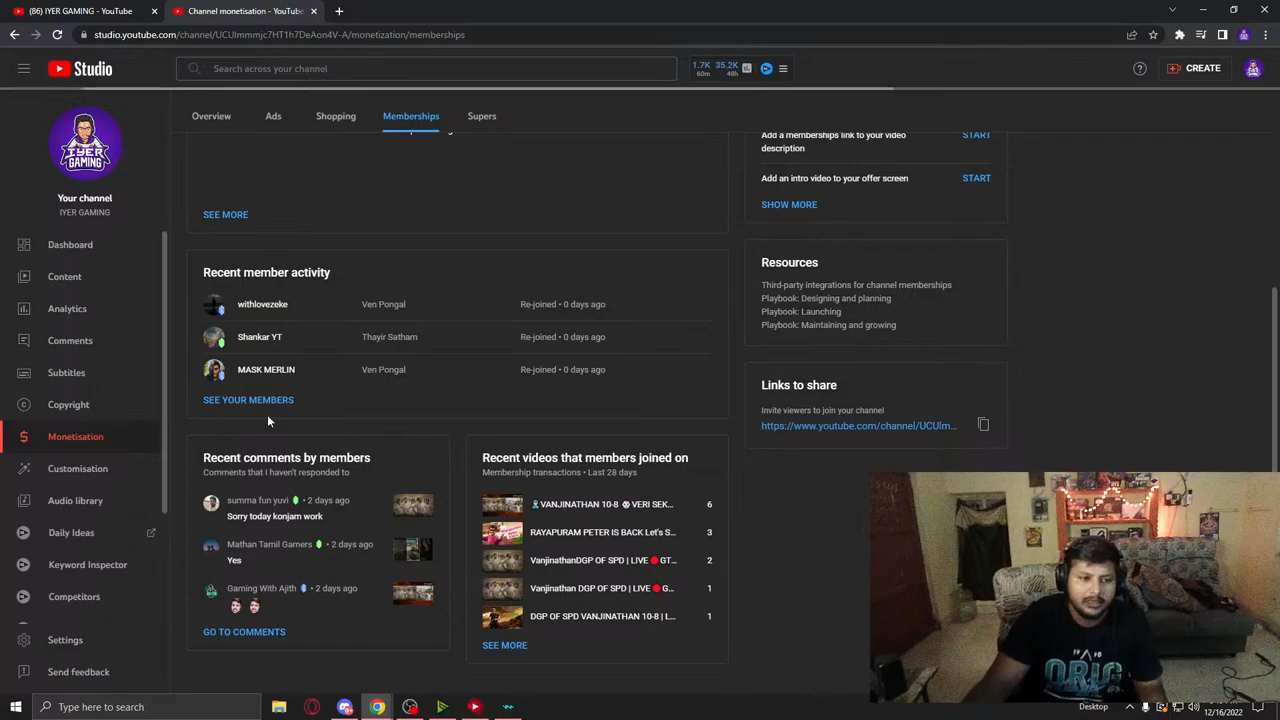 (86) IYER GAMING - YouTube
Channel monetisation - YouTube
studio.youtube.com/channel/UCUlmmmjc7HT1h7DeAon4V-A/monetization/memberships
Studio
Search across your channel
1.7K 35.2K
60m 48h
CREATE
Overview Ads Shopping Memberships Supers
IYER
GAMING
Your channel
IYER GAMING
Dashboard
Content
Analytics
Comments
Subtitles
Copyright
Monetisation
Customisation
Audio library
Daily Ideas
Keyword Inspector
Competitors
Settings
Send feedback
SEE MORE
Recent member activity
withlovezeke Ven Pongal Re-joined • 0 days ago
Shankar YT Thayir Satham Re-joined • 0 days ago
MASK MERLIN Ven Pongal Re-joined • 0 days ago
SEE YOUR MEMBERS
Recent comments by members
Comments that I haven't responded to
summa fun yuvi • 2 days ago
Sorry today konjam work
Mathan Tamil Gamers • 2 days ago
Yes
Gaming With Ajith • 2 days ago
GO TO COMMENTS
Recent videos that members joined on
Membership transactions • Last 28 days
VANJINATHAN 10-8 VERI SEK... 6
RAYAPURAM PETER IS BACK Let's S... 3
VanjinathanDGP OF SPD | LIVE GT... 2
Vanjinathan DGP OF SPD | LIVE G... 1
DGP OF SPD VANJINATHAN 10-8 | L... 1
SEE MORE
Add a memberships link to your video
description
START
Add an intro video to your offer screen START
SHOW MORE
Resources
Third-party integrations for channel memberships
Playbook: Designing and planning
Playbook: Launching
Playbook: Maintaining and growing
Links to share
Invite viewers to join your channel
https://www.youtube.com/channel/UCUlm...
ORIG
Type here to search
Desktop
12/16/2022